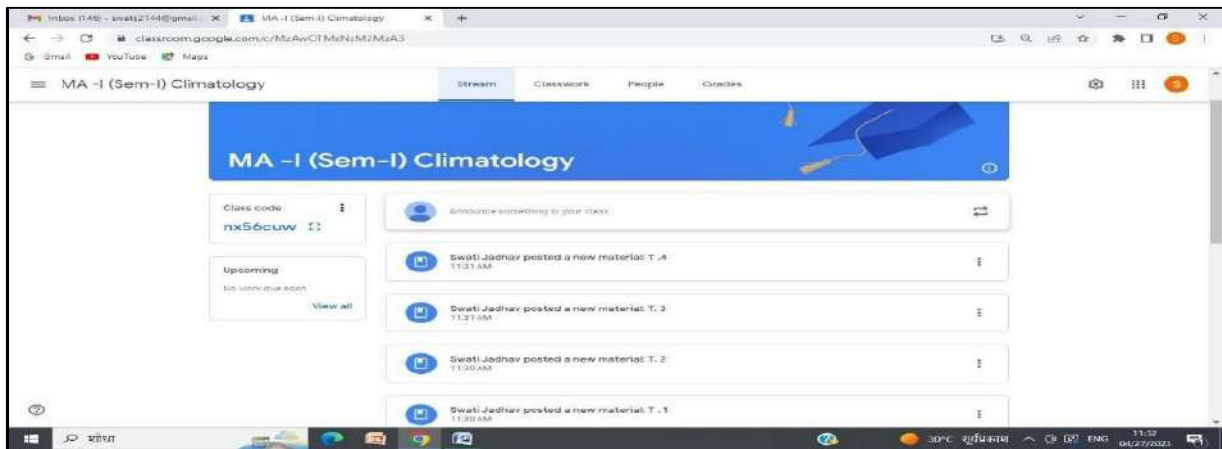 Inbox (146) - swatij2144@gmail
MA -I (Sem-I) Climatology
classroom.google.com/c/
Gmail YouTube Maps
MA -I (Sem-I) Climatology
Stream Classwork People Grades
MA -I (Sem-I) Climatology
Class code
nx56cuw
Announce something to your class
Upcoming
No work due soon
View all
Swati Jadhav posted a new material: T .4
11:31 AM
Swati Jadhav posted a new material: T. 3
11:31 AM
Swati Jadhav posted a new material: T. 2
11:30 AM
Swati Jadhav posted a new material: T .1
11:30 AM
शोधा
30°C सूर्यप्रकाश ENG
11:32
04/27/2023